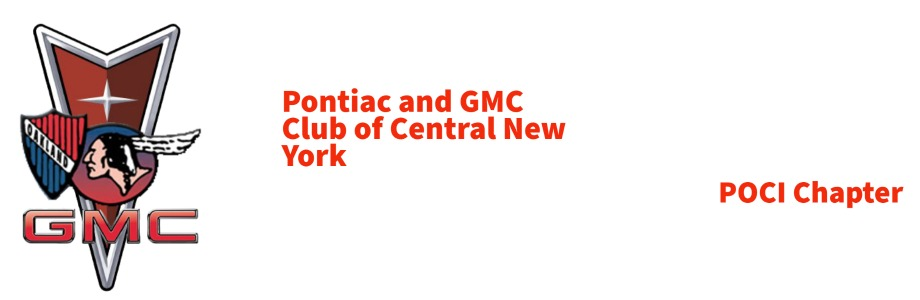 OAKLAND
GMC
Pontiac and GMC
Club of Central New
York
POCI Chapter